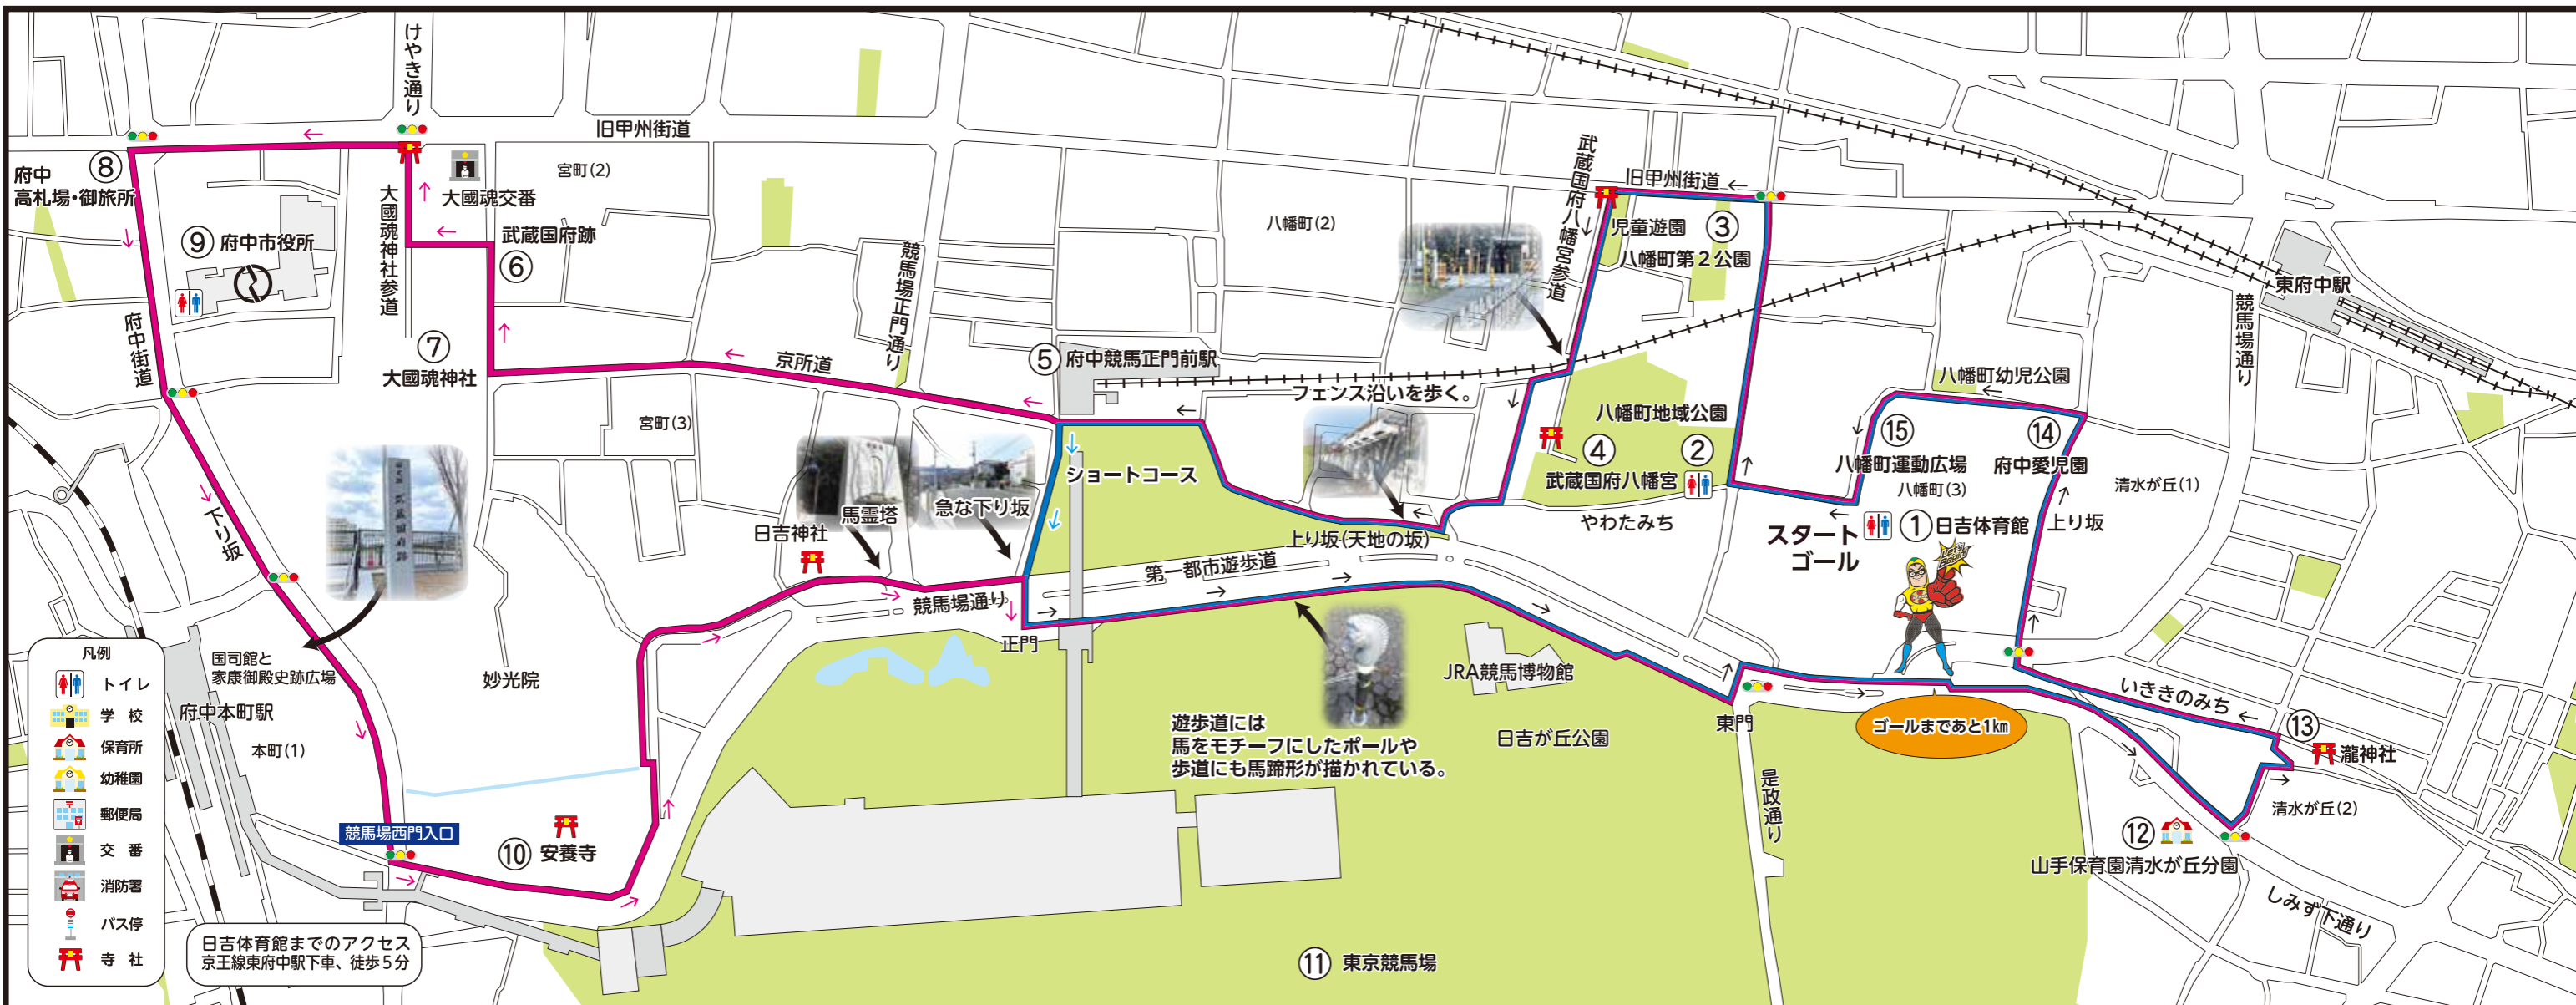 けやき通り
旧甲州街道
⑧
府中
高札場・御旅所
大國魂交番
宮町(2)
大國魂神社参道
⑨ 府中市役所
武蔵国府跡
⑥
府中街道
⑦
大國魂神社
競馬場正門通り
京所道
宮町(3)
⑤ 府中競馬正門前駅
八幡町(2)
武蔵国府八幡宮参道
旧甲州街道
児童遊園
③
八幡町第2公園
東府中駅
競馬場通り
フェンス沿いを歩く。
八幡町地域公園
②
④
武蔵国府八幡宮
八幡町幼児公園
⑮
八幡町運動広場
⑭
府中愛児園
八幡町(3)
清水が丘(1)
ショートコース
やわたみち
スタート
ゴール
① 日吉体育館
上り坂
下り坂
日吉神社
馬霊塔
急な下り坂
上り坂(天地の坂)
第一都市遊歩道
競馬場通り
正門
国司館と
家康御殿史跡広場
府中本町駅
本町(1)
妙光院
JRA競馬博物館
遊歩道には
馬をモチーフにしたポールや
歩道にも馬蹄形が描かれている。
日吉が丘公園
東門
是政通り
ゴールまであと1km
いききのみち
⑬
瀧神社
清水が丘(2)
⑫
山手保育園清水が丘分園
しみず下通り
競馬場西門入口
⑩ 安養寺
⑪ 東京競馬場
凡例
トイレ
学 校
保育所
幼稚園
郵便局
交 番
消防署
バス停
寺 社
日吉体育館までのアクセス
京王線東府中駅下車、徒歩5分